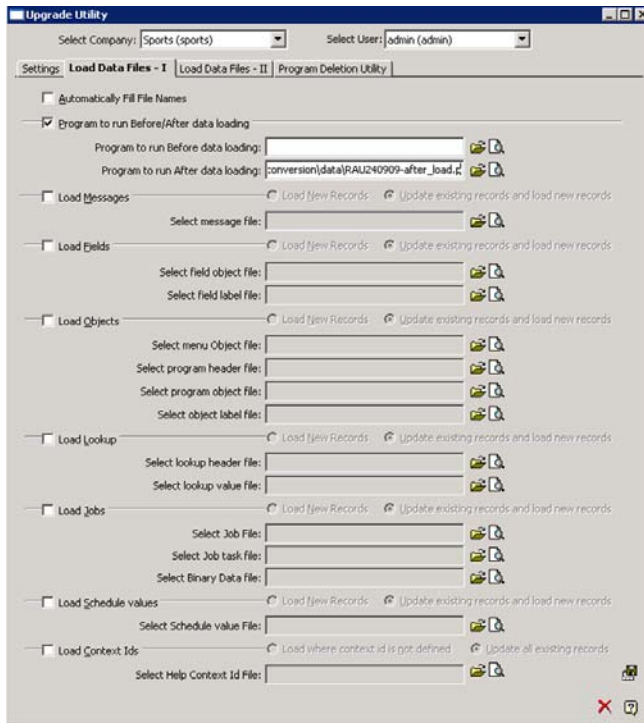 Upgrade Utility
Select Company: Sports (sports) Select User: admin (admin)
Settings Load Data Files - I Load Data Files - II Program Deletion Utility
Automatically Fill File Names
Program to run Before/After data loading
Program to run Before data loading:
Program to run After data loading: conversion\data\RAU240909-after_load.p
Load Messages Load New Records Update existing records and load new records
Select message file:
Load Fields Load New Records Update existing records and load new records
Select field object file:
Select field label file:
Load Objects Load New Records Update existing records and load new records
Select menu Object file:
Select program header file:
Select program object file:
Select object label file:
Load Lookup Load New Records Update existing records and load new records
Select lookup header file:
Select lookup value file:
Load Jobs Load New Records Update existing records and load new records
Select Job File:
Select Job task file:
Select Binary Data file:
Load Schedule values Load New Records Update existing records and load new records
Select Schedule value File:
Load Context Ids Load where context id is not defined Update all existing records
Select Help Context Id File: